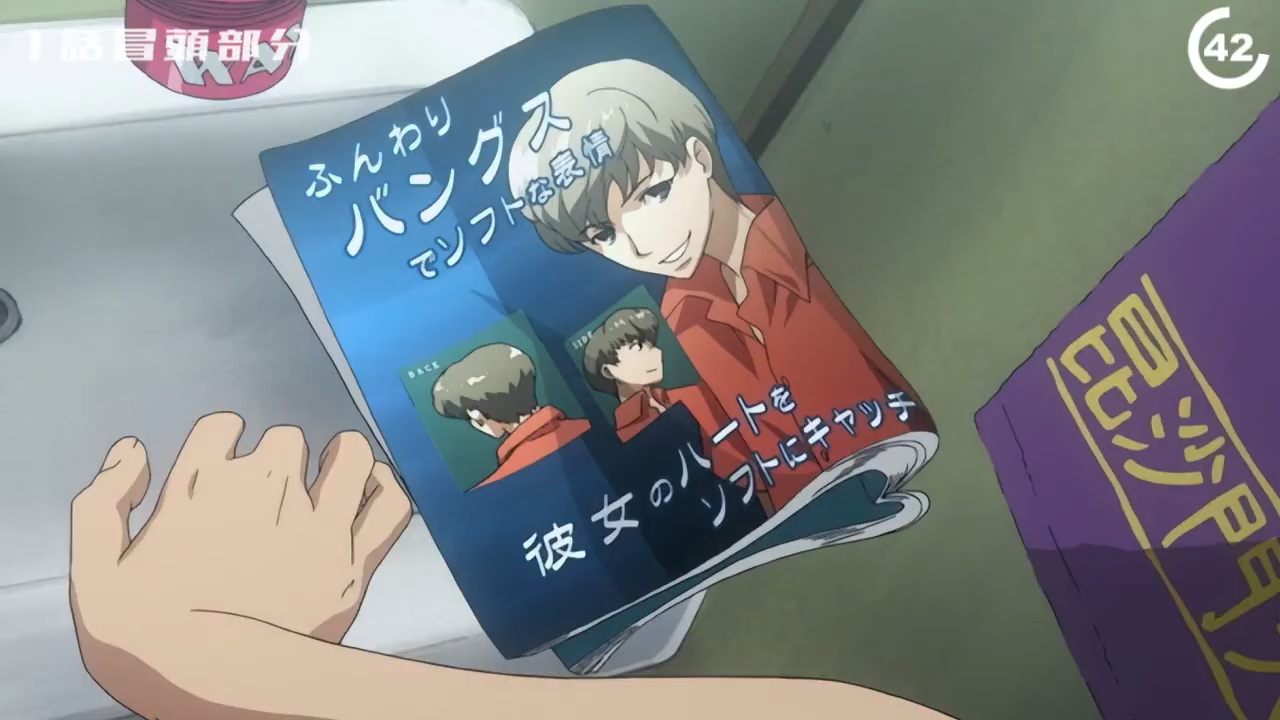 1話冒頭部分
42
WAX
ふんわり
バングス
でソフトな表情
BACK
SIDE
彼女のハートを
ソフトにキャッチ